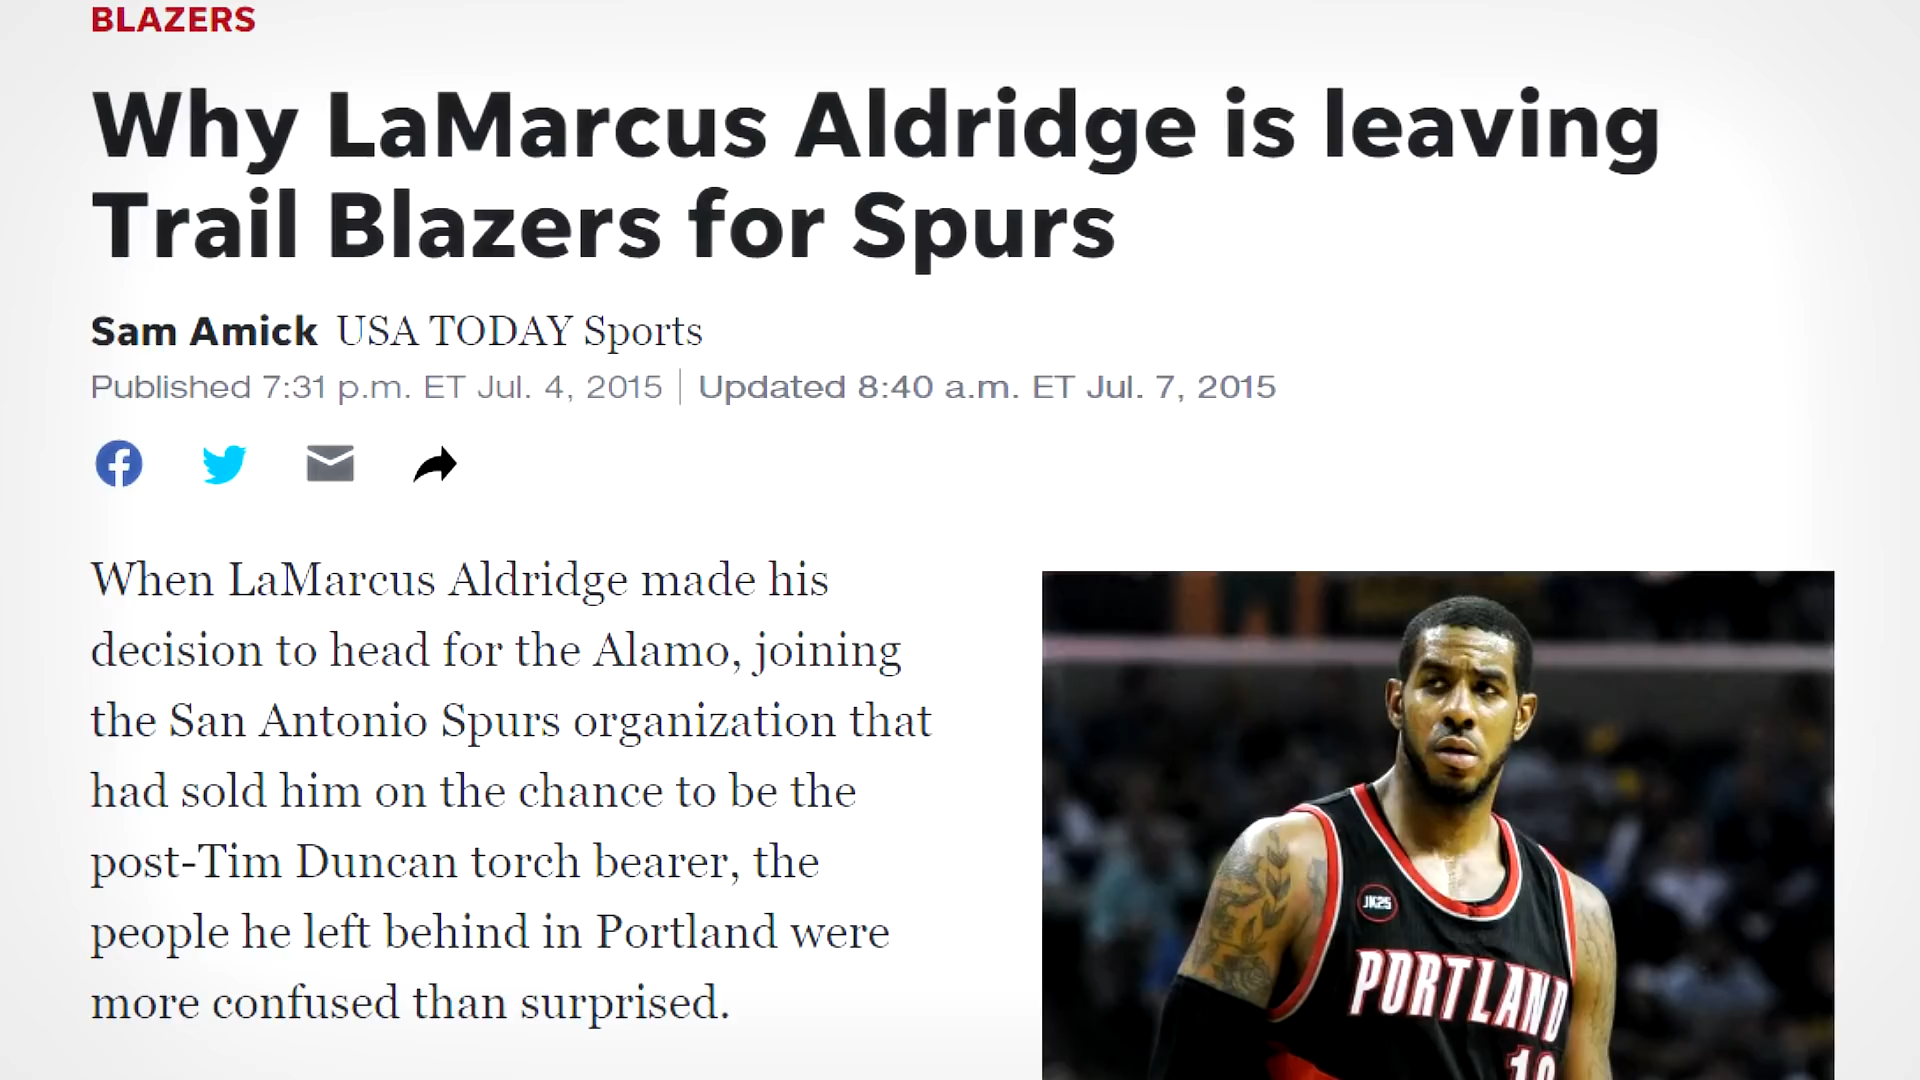 BLAZERS
Why LaMarcus Aldridge is leaving
Trail Blazers for Spurs
Sam Amick USA TODAY Sports
Published 7:31 p.m. ET Jul. 4, 2015 | Updated 8:40 a.m. ET Jul. 7, 2015
When LaMarcus Aldridge made his
decision to head for the Alamo, joining
the San Antonio Spurs organization that
had sold him on the chance to be the
post-Tim Duncan torch bearer, the
people he left behind in Portland were
more confused than surprised.
JK25
PORTLAND